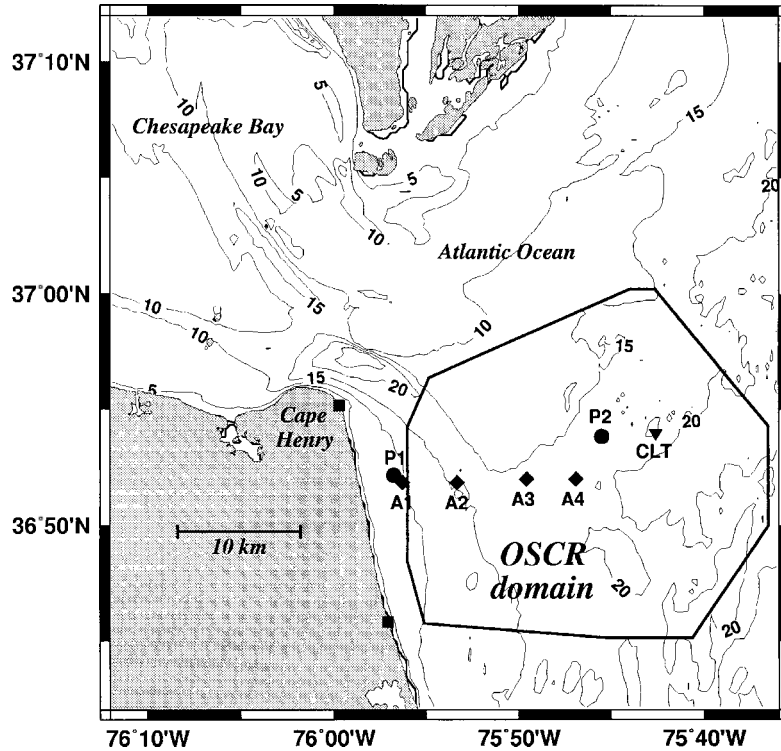 37°10'N
5
10
15
Chesapeake Bay
10
5
5
20
10
Atlantic Ocean
37°00'N
15
10
10
10
15
15
20
5
Cape
Henry
P1
P2
20
CLT
A1
A2
A3
A4
36°50'N
10 km
OSCR
domain
20
20
76°10'W
76°00'W
75°50'W
75°40'W